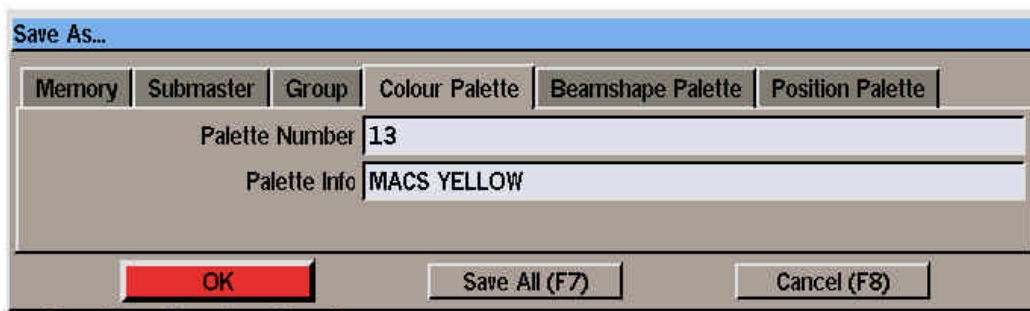 Save As...
Memory Submaster Group Colour Palette Beamshape Palette Position Palette
Palette Number 13
Palette Info MACS YELLOW
OK Save All (F7) Cancel (F8)